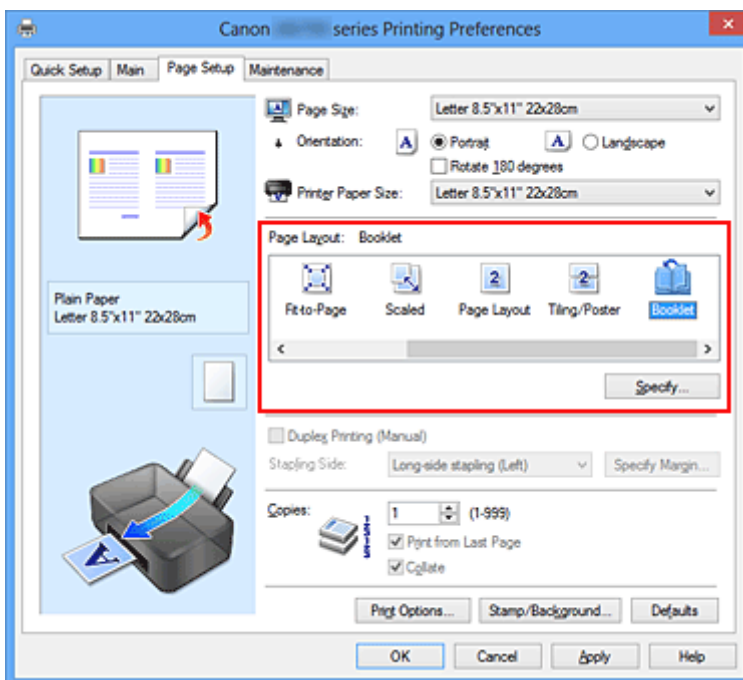 Canon series Printing Preferences
Quick Setup Main Page Setup Maintenance
Page Size: Letter 8.5"x11" 22x28cm
Orientation: A Portrait A Landscape
Rotate 180 degrees
Printer Paper Size: Letter 8.5"x11" 22x28cm
Page Layout: Booklet
Fit-to-Page Scaled Page Layout Tiling/Poster Booklet
Specify...
Plain Paper
Letter 8.5"x11" 22x28cm
Duplex Printing (Manual)
Stapling Side: Long-side stapling (Left) Specify Margin...
Copies: 1 (1-999)
Print from Last Page
Collate
Print Options... Stamp/Background... Defaults
OK Cancel Apply Help